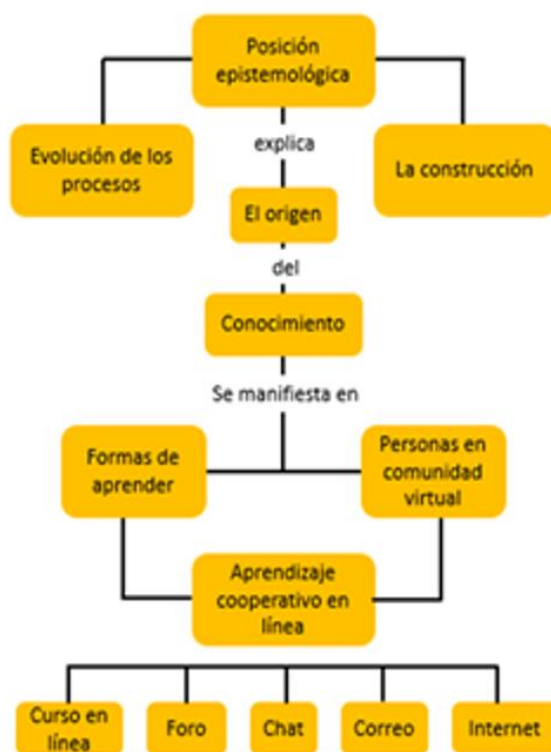 Posición
epistemológica
Evolución de los
procesos
explica
La construcción
El origen
del
Conocimiento
Se manifiesta en
Formas de
aprender
Personas en
comunidad
virtual
Aprendizaje
cooperativo en
línea
Curso en
línea
Foro
Chat
Correo
Internet